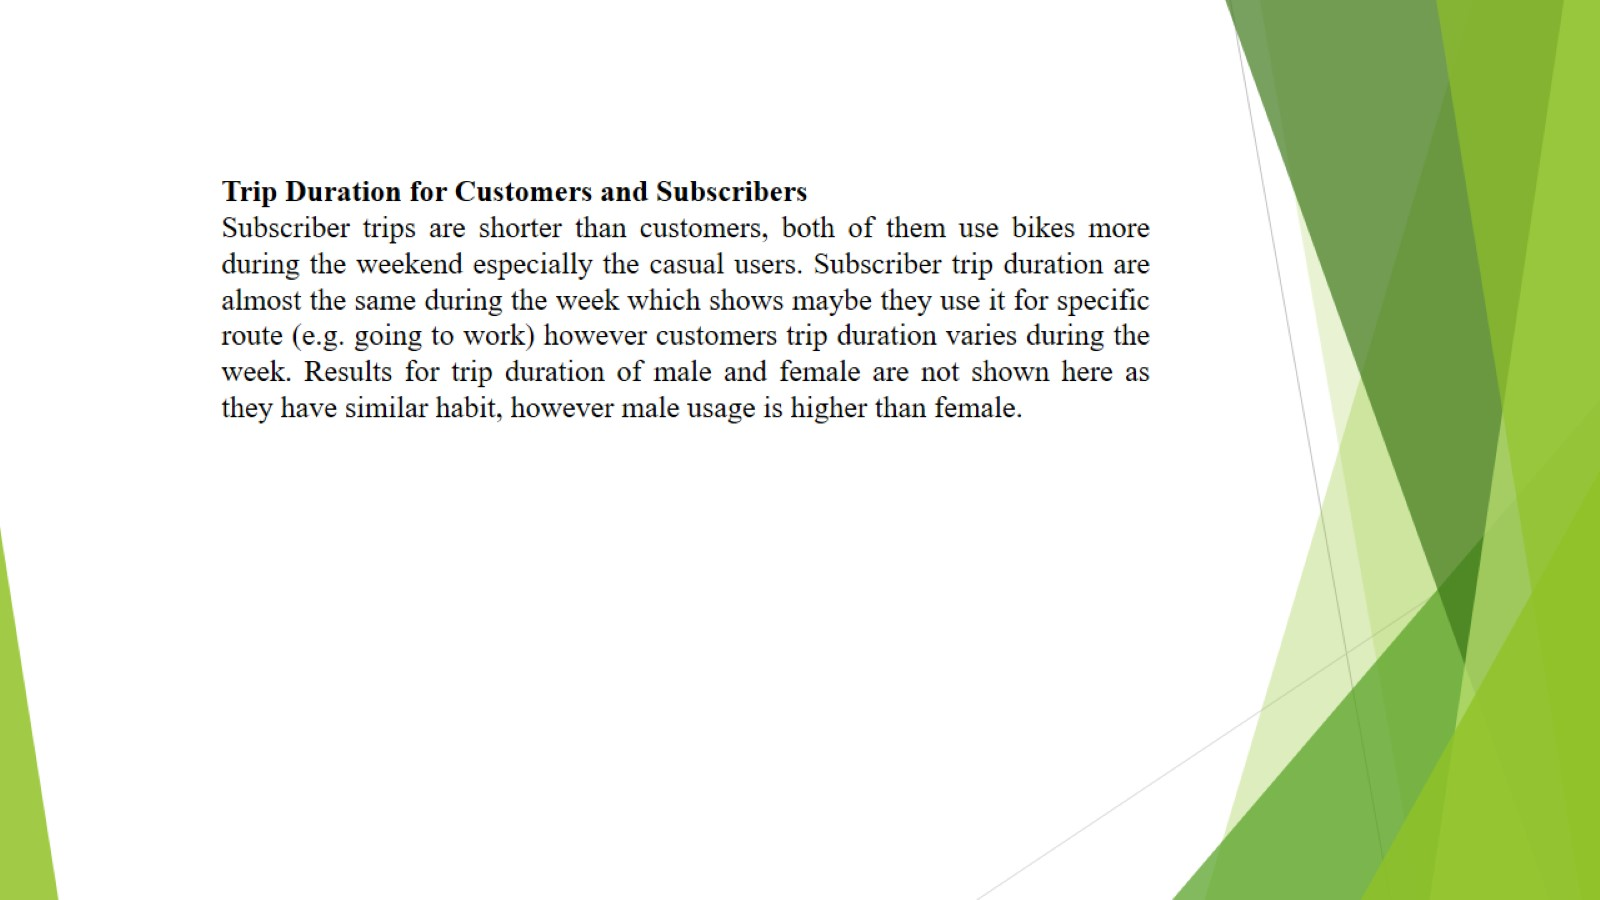 Trip Duration for Customers and Subscribers
Subscriber trips are shorter than customers, both of them use bikes more
during the weekend especially the casual users. Subscriber trip duration are
almost the same during the week which shows maybe they use it for specific
route (e.g. going to work) however customers trip duration varies during the
week. Results for trip duration of male and female are not shown here as
they have similar habit, however male usage is higher than female.